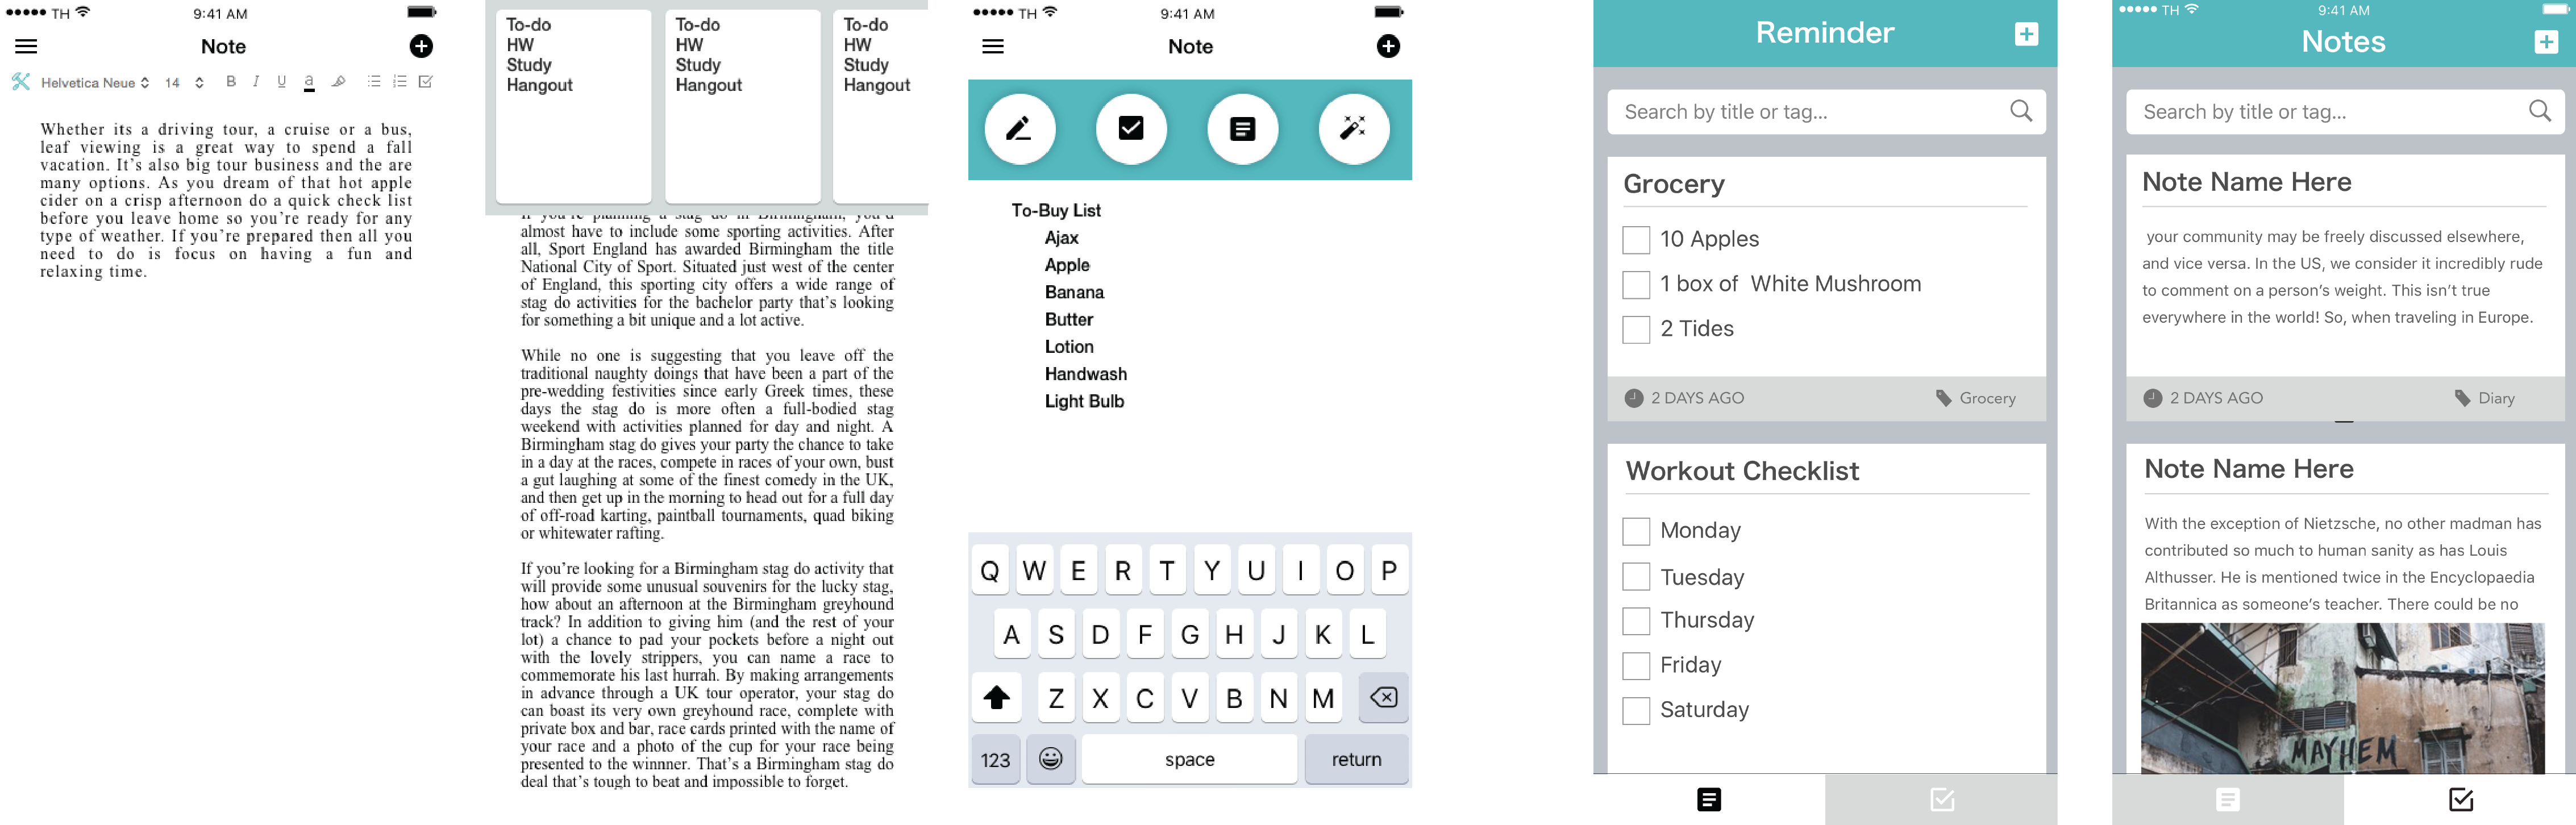 TH 9:41 AM
Note
Helvetica Neue 14 B I U a
Whether its a driving tour, a cruise or a bus,
leaf viewing is a great way to spend a fall
vacation. It's also big tour business and the are
many options. As you dream of that hot apple
cider on a crisp afternoon do a quick check list
before you leave home so you're ready for any
type of weather. If you're prepared then all you
need to do is focus on having a fun and
relaxing time.
To-do
HW
Study
Hangout
To-do
HW
Study
Hangout
To-do
HW
Study
Hangout
If you're planning a stag do in Birmingham, you'd
almost have to include some sporting activities. After
all, Sport England has awarded Birmingham the title
National City of Sport. Situated just west of the center
of England, this sporting city offers a wide range of
stag do activities for the bachelor party that's looking
for something a bit unique and a lot active.
While no one is suggesting that you leave off the
traditional naughty doings that have been a part of the
pre-wedding festivities since early Greek times, these
days the stag do is more often a full-bodied stag
weekend with activities planned for day and night. A
Birmingham stag do gives your party the chance to take
in a day at the races, compete in races of your own, bust
a gut laughing at some of the finest comedy in the UK,
and then get up in the morning to head out for a full day
of off-road karting, paintball tournaments, quad biking
or whitewater rafting.
If you're looking for a Birmingham stag do activity that
will provide some unusual souvenirs for the lucky stag,
how about an afternoon at the Birmingham greyhound
track? In addition to giving him (and the rest of your
lot) a chance to pad your pockets before a night out
with the lovely strippers, you can name a race to
commemorate his last hurrah. By making arrangements
in advance through a UK tour operator, your stag do
can boast its very own greyhound race, complete with
private box and bar, race cards printed with the name of
your race and a photo of the cup for your race being
presented to the winnner. That's a Birmingham stag do
deal that's tough to beat and impossible to forget.
TH 9:41 AM
Note
To-Buy List
Ajax
Apple
Banana
Butter
Lotion
Handwash
Light Bulb
Q W E R T Y U I O P
A S D F G H J K L
Z X C V B N M
123 space return
Reminder
Search by title or tag...
Grocery
10 Apples
1 box of White Mushroom
2 Tides
2 DAYS AGO Grocery
Workout Checklist
Monday
Tuesday
Thursday
Friday
Saturday
TH 9:41 AM
Notes
Search by title or tag...
Note Name Here
your community may be freely discussed elsewhere,
and vice versa. In the US, we consider it incredibly rude
to comment on a person's weight. This isn't true
everywhere in the world! So, when traveling in Europe.
2 DAYS AGO Diary
Note Name Here
With the exception of Nietzsche, no other madman has
contributed so much to human sanity as has Louis
Althusser. He is mentioned twice in the Encyclopaedia
Britannica as someone's teacher. There could be no
MAYHEM